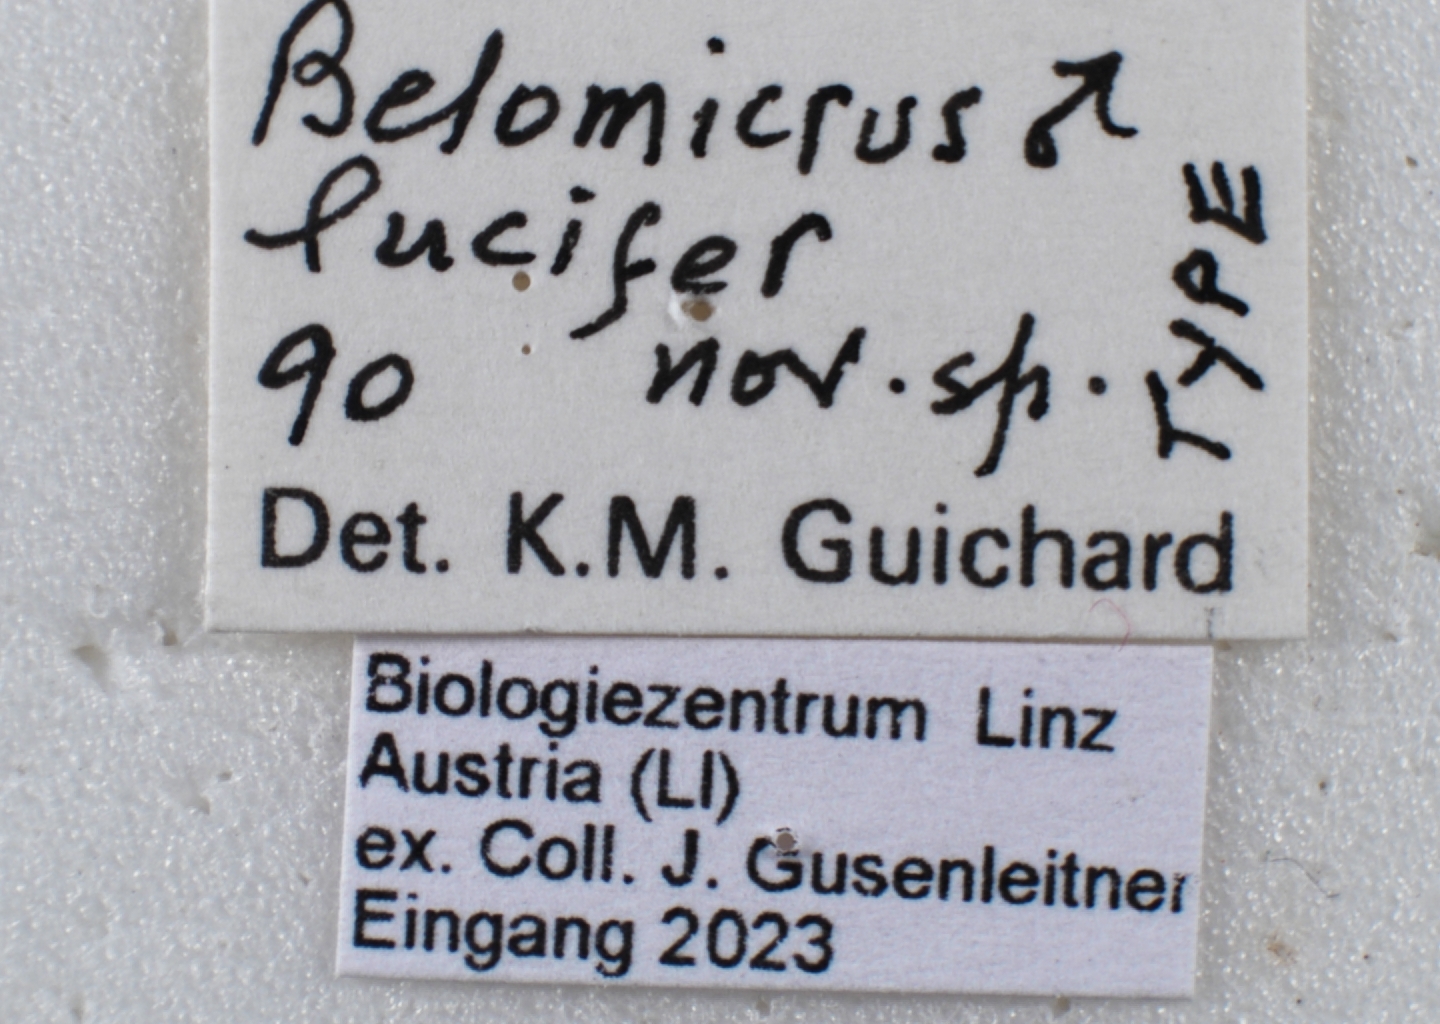 Belomicrus ♂
lucifer
90 nov. sp.
TYPE
Det. K.M. Guichard
Biologiezentrum Linz
Austria (LI)
ex. Coll. J. Gusenleitner
Eingang 2023